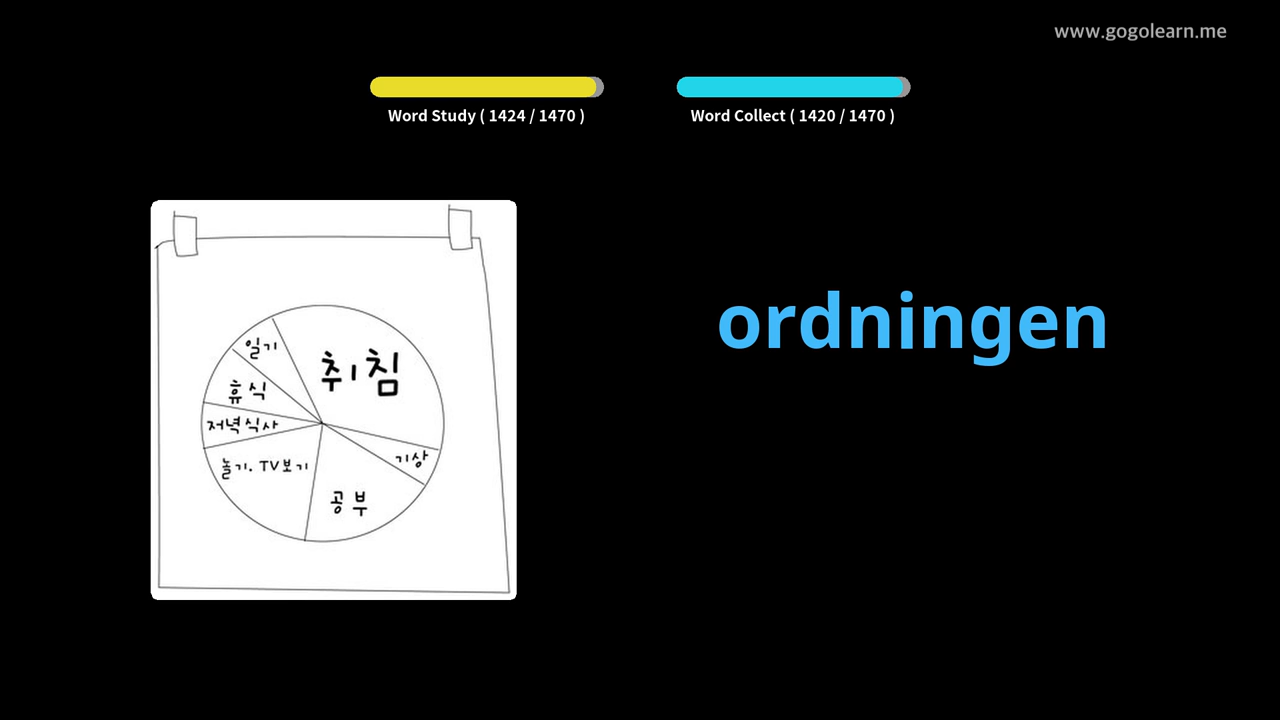 www.gogolearn.me
Word Study ( 1424 / 1470 )
Word Collect ( 1420 / 1470 )
일기
취침
휴식
저녁식사
놀기. TV보기
기상
공부
ordningen